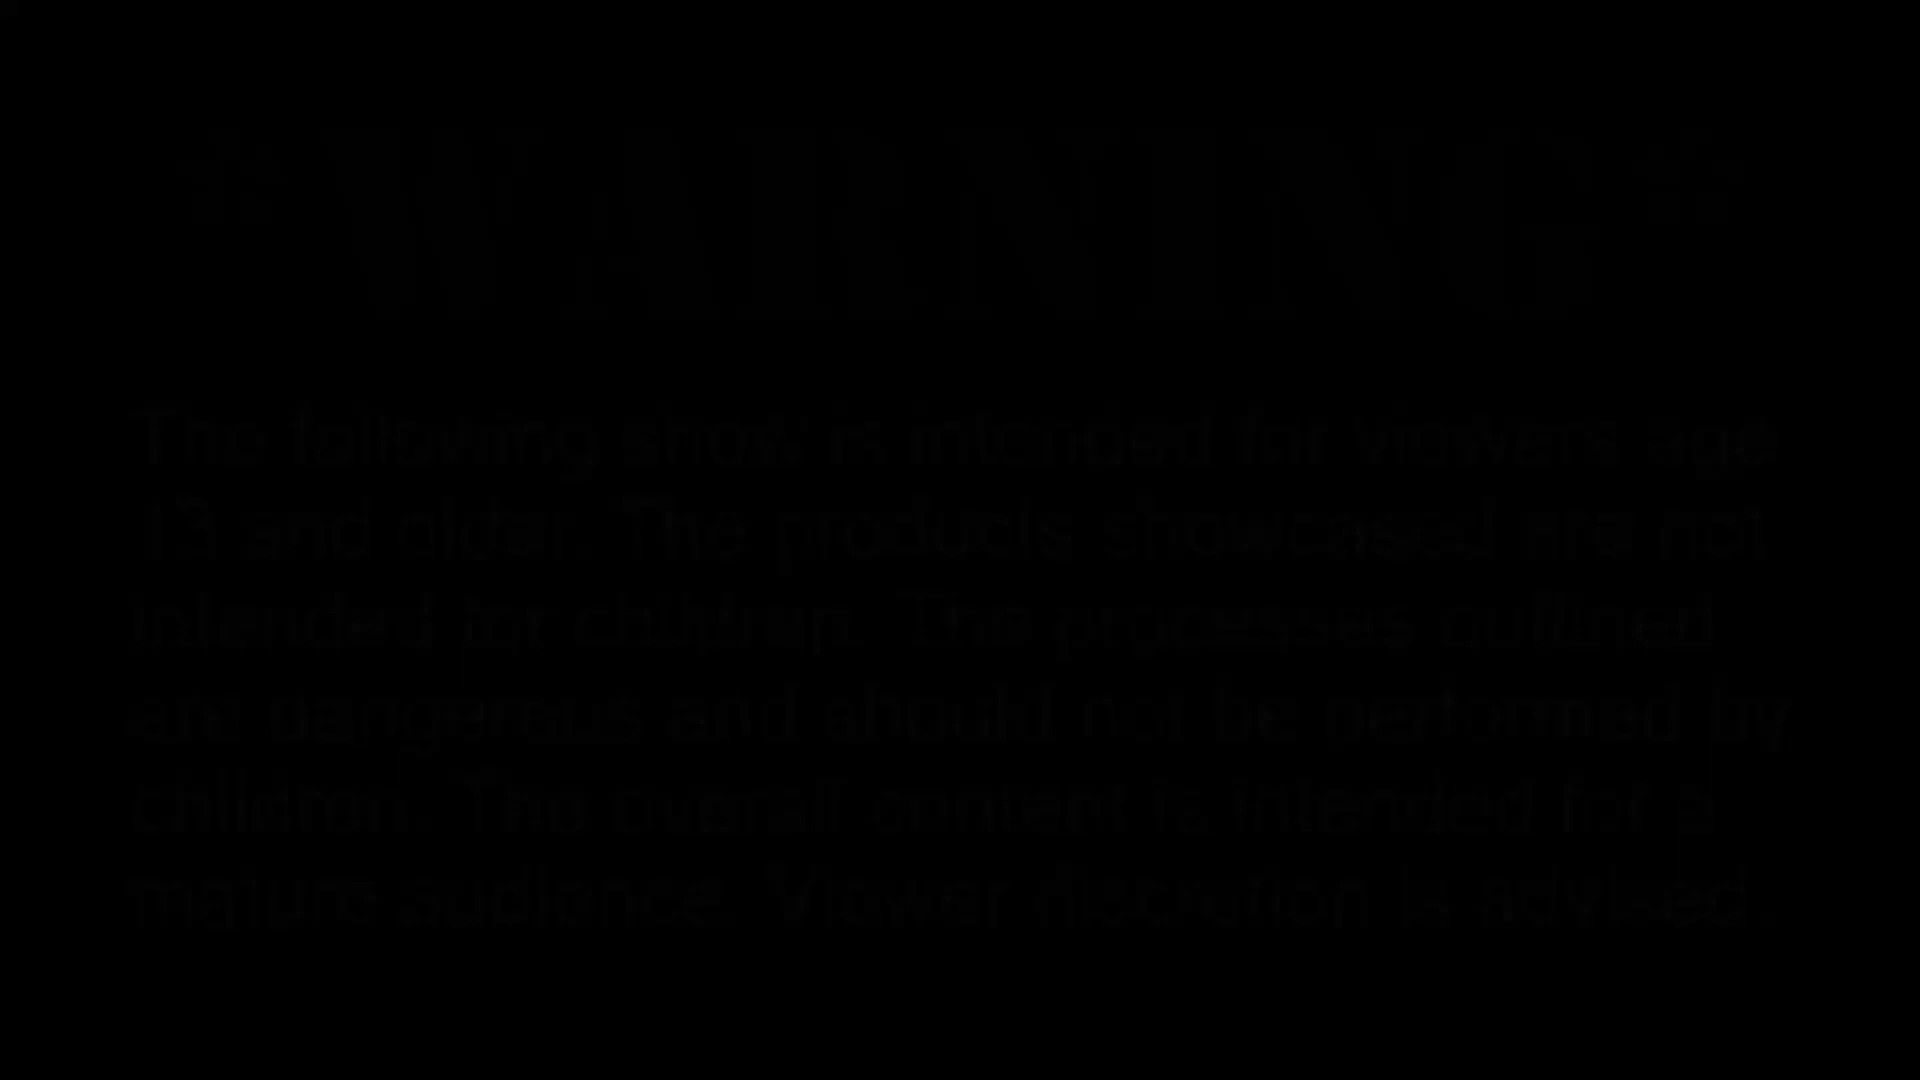 *WARNING*
The following show is intended for viewers age
13 and older. The products showcased are not
intended for children. The processes outlined
are dangerous and should not be performed by
children. The overall content is intended for a
mature audience. Viewer discretion is advised.